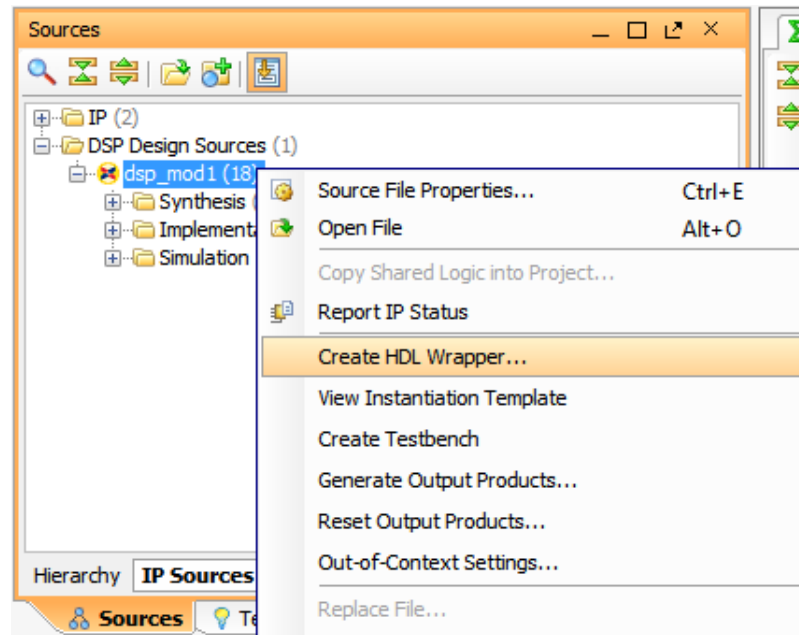 Sources
IP (2)
DSP Design Sources (1)
dsp_mod1 (18)
Synthesis (
Implementa
Simulation
Source File Properties... Ctrl+E
Open File Alt+O
Copy Shared Logic into Project...
Report IP Status
Create HDL Wrapper...
View Instantiation Template
Create Testbench
Generate Output Products...
Reset Output Products...
Out-of-Context Settings...
Replace File...
Hierarchy IP Sources
Sources Te